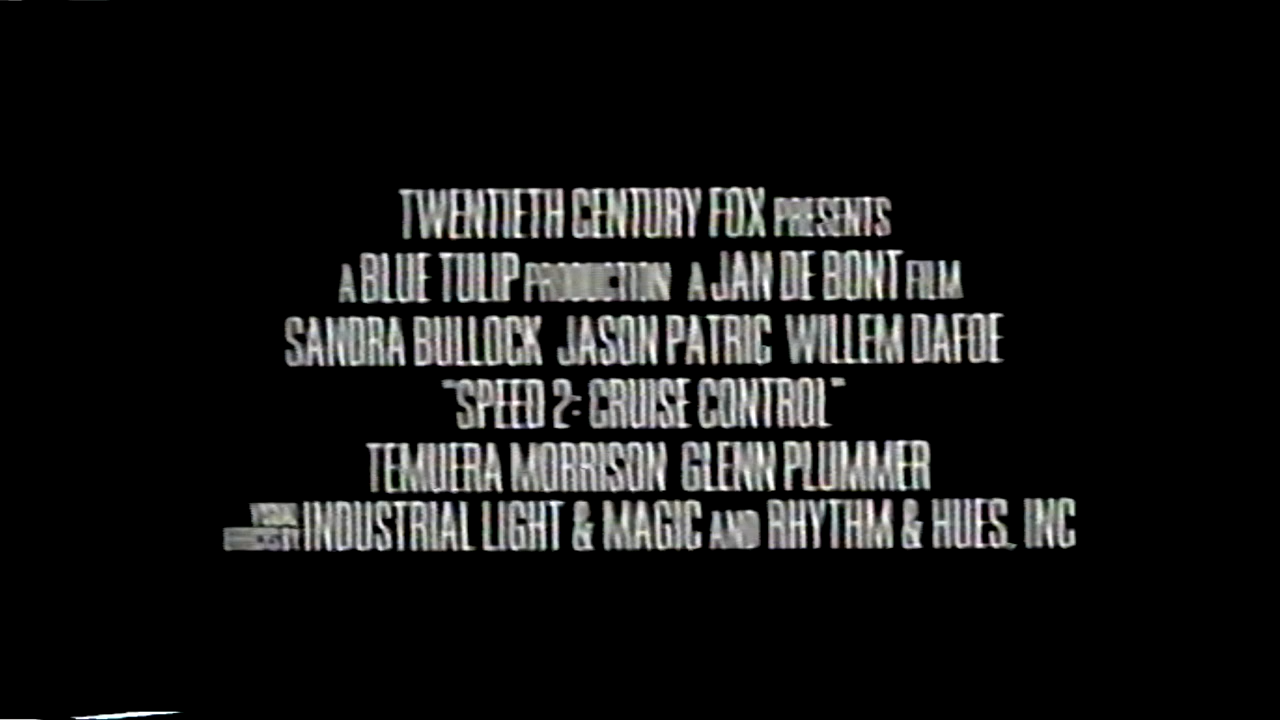 TWENTIETH CENTURY FOX PRESENTS
A BLUE TULIP PRODUCTION A JAN DE BONT FILM
SANDRA BULLOCK JASON PATRIC WILLEM DAFOE
"SPEED 2: CRUISE CONTROL"
TEMUERA MORRISON GLENN PLUMMER
INDUSTRIAL LIGHT & MAGIC AND RHYTHM & HUES, INC